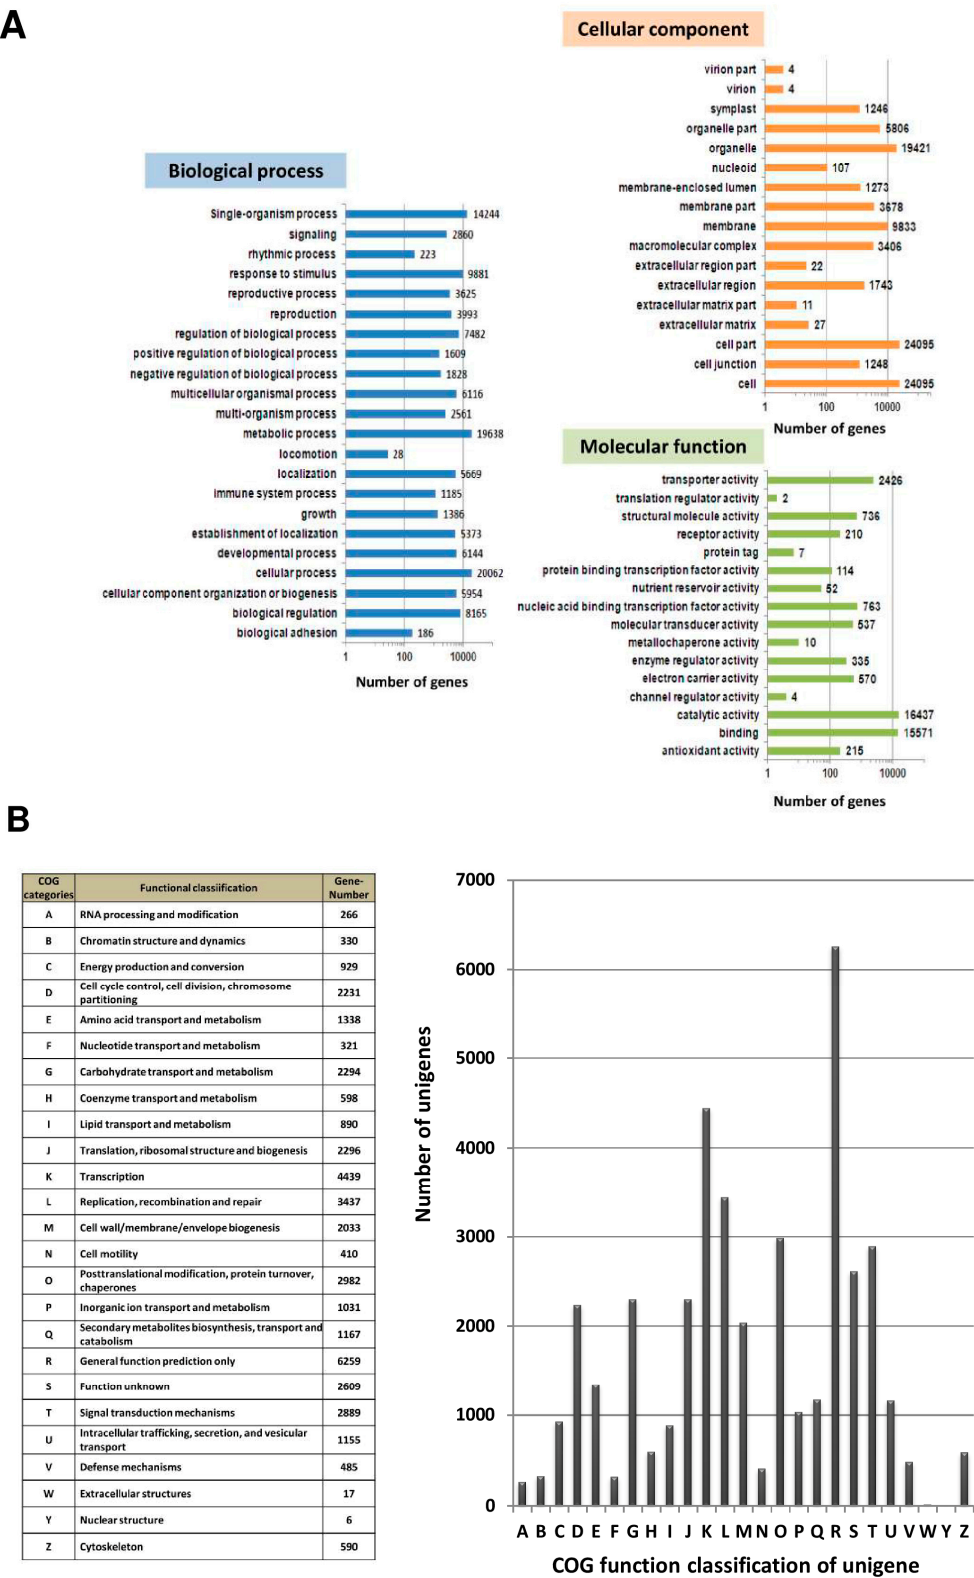 A
Cellular component
virion part 4
virion 4
symplast 1246
organelle part 5806
organelle 19421
nucleoid 107
membrane-enclosed lumen 1273
membrane part 3678
membrane 9833
macromolecular complex 3406
extracellular region part 22
extracellular region 1743
extracellular matrix part 11
extracellular matrix 27
cell part 24095
cell junction 1248
cell 24095
1 100 10000
Number of genes
Biological process
Single-organism process 14244
signaling 2860
rhythmic process 223
response to stimulus 9881
reproductive process 3625
reproduction 3993
regulation of biological process 7482
positive regulation of biological process 1609
negative regulation of biological process 1828
multicellular organismal process 6116
multi-organism process 2561
metabolic process 19638
locomotion 28
localization 5669
immune system process 1185
growth 1386
establishment of localization 5373
developmental process 6144
cellular process 20062
cellular component organization or biogenesis 5954
biological regulation 8165
biological adhesion 186
1 100 10000
Number of genes
Molecular function
transporter activity 2426
translation regulator activity 2
structural molecule activity 736
receptor activity 210
protein tag 7
protein binding transcription factor activity 114
nutrient reservoir activity 52
nucleic acid binding transcription factor activity 763
molecular transducer activity 537
metallochaperone activity 10
enzyme regulator activity 335
electron carrier activity 570
channel regulator activity 4
catalytic activity 16437
binding 15571
antioxidant activity 215
1 100 10000
Number of genes
B
COG categories Functional classiification Gene-Number
A RNA processing and modification 266
B Chromatin structure and dynamics 330
C Energy production and conversion 929
D Cell cycle control, cell division, chromosome partitioning 2231
E Amino acid transport and metabolism 1338
F Nucleotide transport and metabolism 321
G Carbohydrate transport and metabolism 2294
H Coenzyme transport and metabolism 598
I Lipid transport and metabolism 890
J Translation, ribosomal structure and biogenesis 2296
K Transcription 4439
L Replication, recombination and repair 3437
M Cell wall/membrane/envelope biogenesis 2033
N Cell motility 410
O Posttranslational modification, protein turnover, chaperones 2982
P Inorganic ion transport and metabolism 1031
Q Secondary metabolites biosynthesis, transport and catabolism 1167
R General function prediction only 6259
S Function unknown 2609
T Signal transduction mechanisms 2889
U Intracellular trafficking, secretion, and vesicular transport 1155
V Defense mechanisms 485
W Extracellular structures 17
Y Nuclear structure 6
Z Cytoskeleton 590
Number of unigenes
7000
6000
5000
4000
3000
2000
1000
0
A B C D E F G H I J K L M N O P Q R S T U V W Y Z
COG function classification of unigene